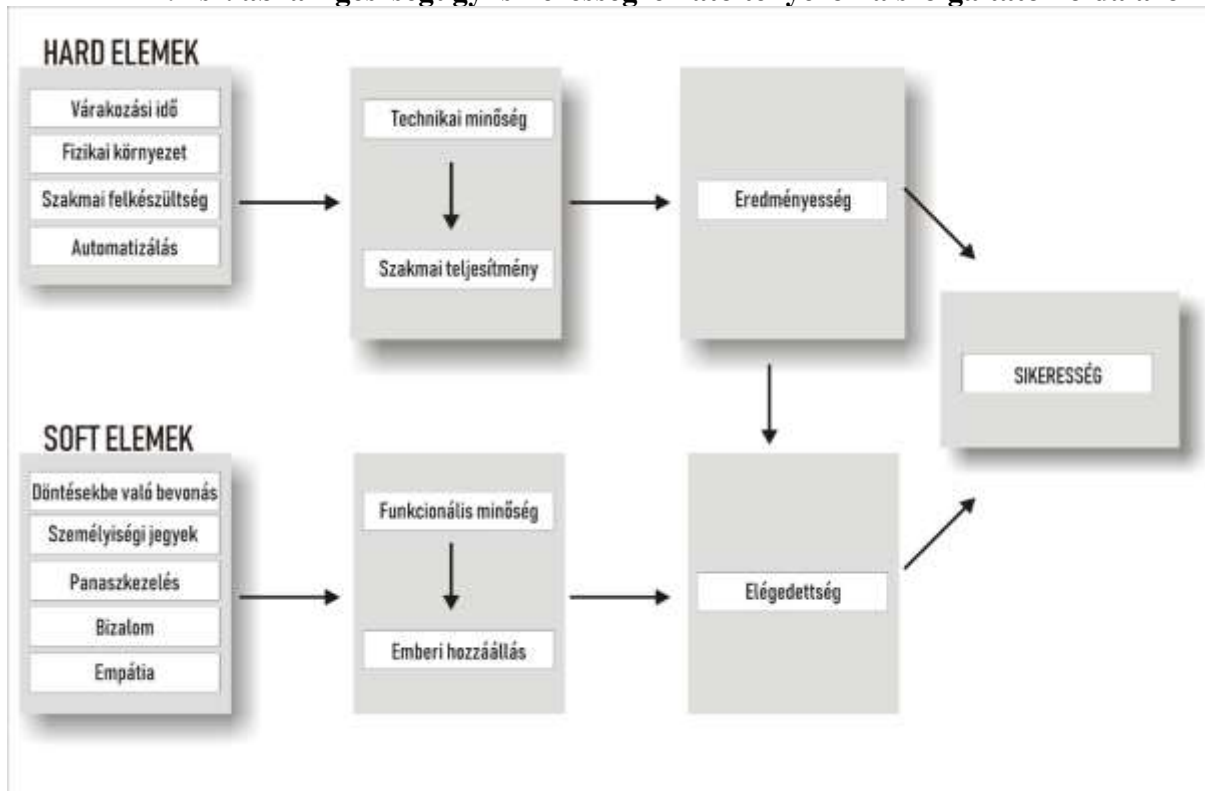 HARD ELEMEK
Várakozási idő
Fizikai környezet
Szakmai felkészültség
Automatizálás
Technikai minőség
Szakmai teljesítmény
Eredményesség
SIKERESSÉG
SOFT ELEMEK
Döntésekbe való bevonás
Személyiségi jegyek
Panaszkezelés
Bizalom
Empátia
Funkcionális minőség
Emberi hozzáállás
Elégedettség